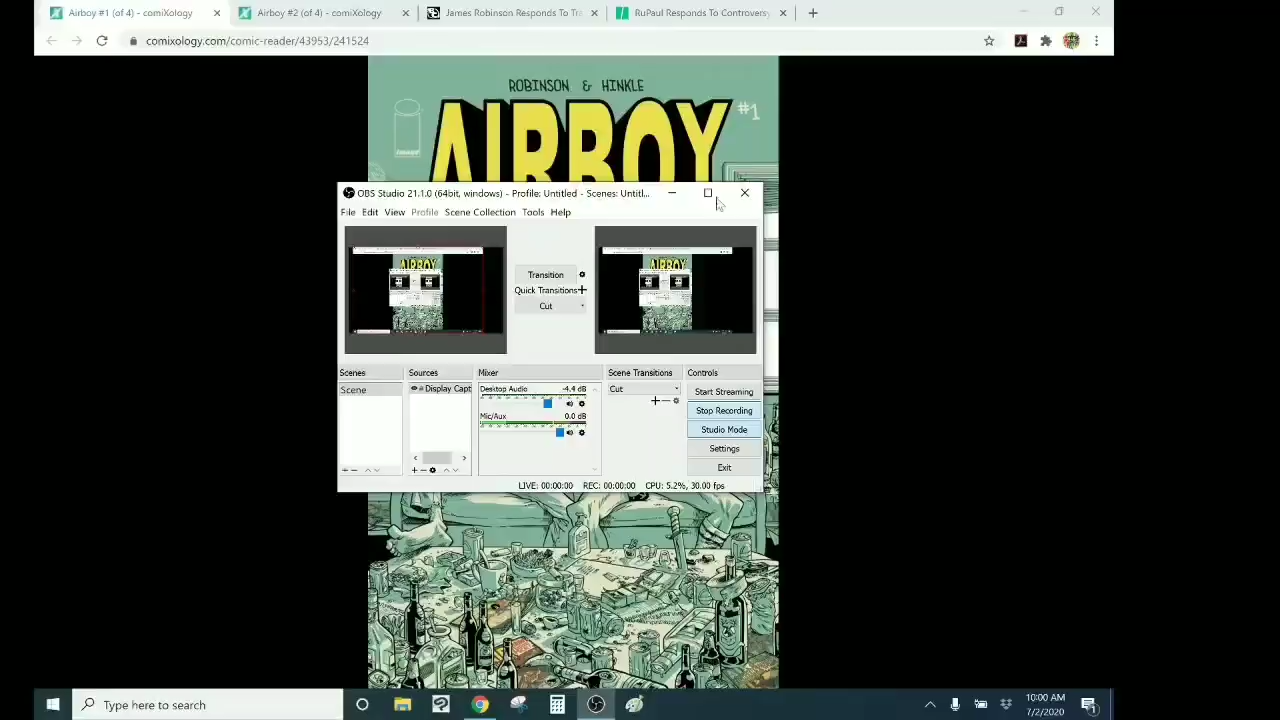 Airboy #1 (of 4) - comiXology
Airboy #2 (of 4) - comiXology
James Robinson Responds To Tra
RuPaul Responds To Controversy
comixology.com/comic-reader/43953/241524
ROBINSON & HINKLE
AIRBOY
#1
OBS Studio 21.1.0 (64bit, windows) - Profile: Untitled - Scenes: Untitl...
File Edit View Profile Scene Collection Tools Help
AIRBOY
AIRBOY
Transition
Quick Transitions
Cut
Scenes
Sources
Mixer
Scene Transitions
Controls
Scene
Display Capt
Desktop Audio -4.4 dB
Mic/Aux 0.0 dB
Cut
Start Streaming
Stop Recording
Studio Mode
Settings
Exit
LIVE: 00:00:00 REC: 00:00:00 CPU: 5.2%, 30.00 fps
Type here to search
10:00 AM
7/2/2020